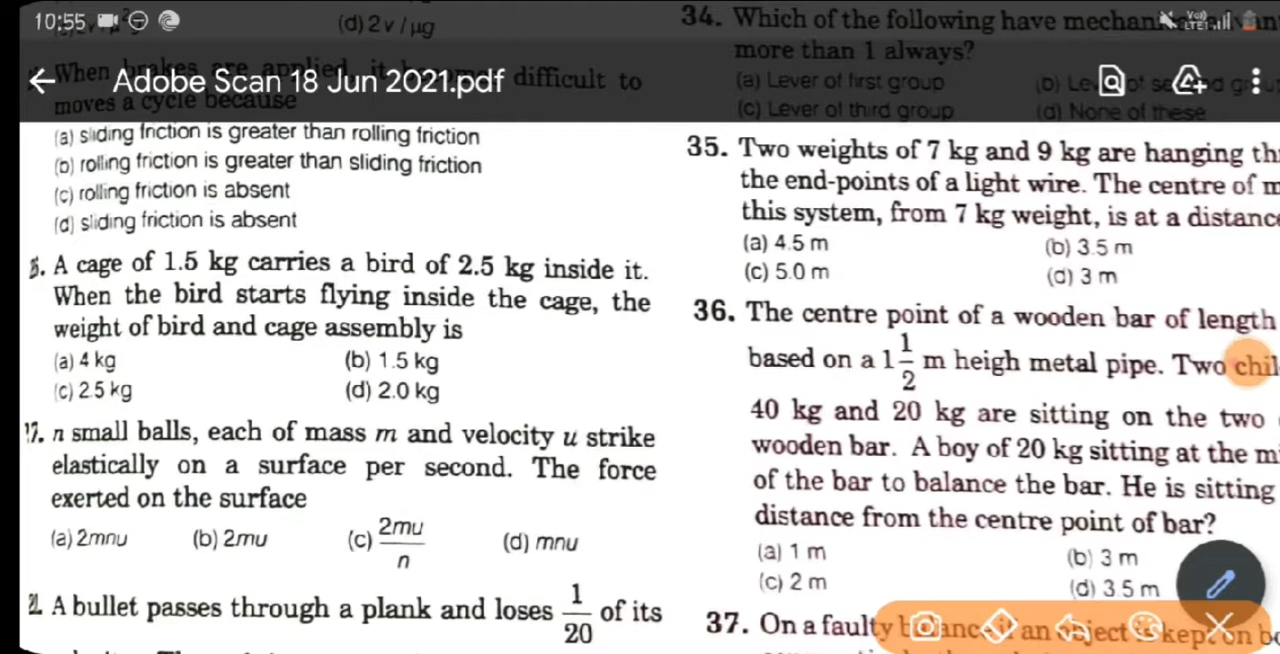 10:55
(d) 2 v / μg
moves a cycle because
difficult to
Adobe Scan 18 Jun 2021.pdf
(a) sliding friction is greater than rolling friction
(b) rolling friction is greater than sliding friction
(c) rolling friction is absent
(d) sliding friction is absent
A cage of 1.5 kg carries a bird of 2.5 kg inside it.
When the bird starts flying inside the cage, the
weight of bird and cage assembly is
(a) 4 kg (b) 1.5 kg
(c) 2.5 kg (d) 2.0 kg
n small balls, each of mass m and velocity u strike
elastically on a surface per second. The force
exerted on the surface
(a) 2mnu (b) 2mu (c) 2mu/n (d) mnu
A bullet passes through a plank and loses 1/20 of its
34. Which of the following have
more than 1 always?
(a) Lever of first group
(c) Lever of third group (d) None of these
35. Two weights of 7 kg and 9 kg are hanging
the end-points of a light wire. The centre of m
this system, from 7 kg weight, is at a distance
(a) 4.5 m (b) 3.5 m
(c) 5.0 m (d) 3 m
36. The centre point of a wooden bar of length
based on a 1 1/2 m heigh metal pipe. Two chil
40 kg and 20 kg are sitting on the two
wooden bar. A boy of 20 kg sitting at the m
of the bar to balance the bar. He is sitting
distance from the centre point of bar?
(a) 1 m (b) 3 m
(c) 2 m (d) 3.5 m
37. On a faulty an object is kept on